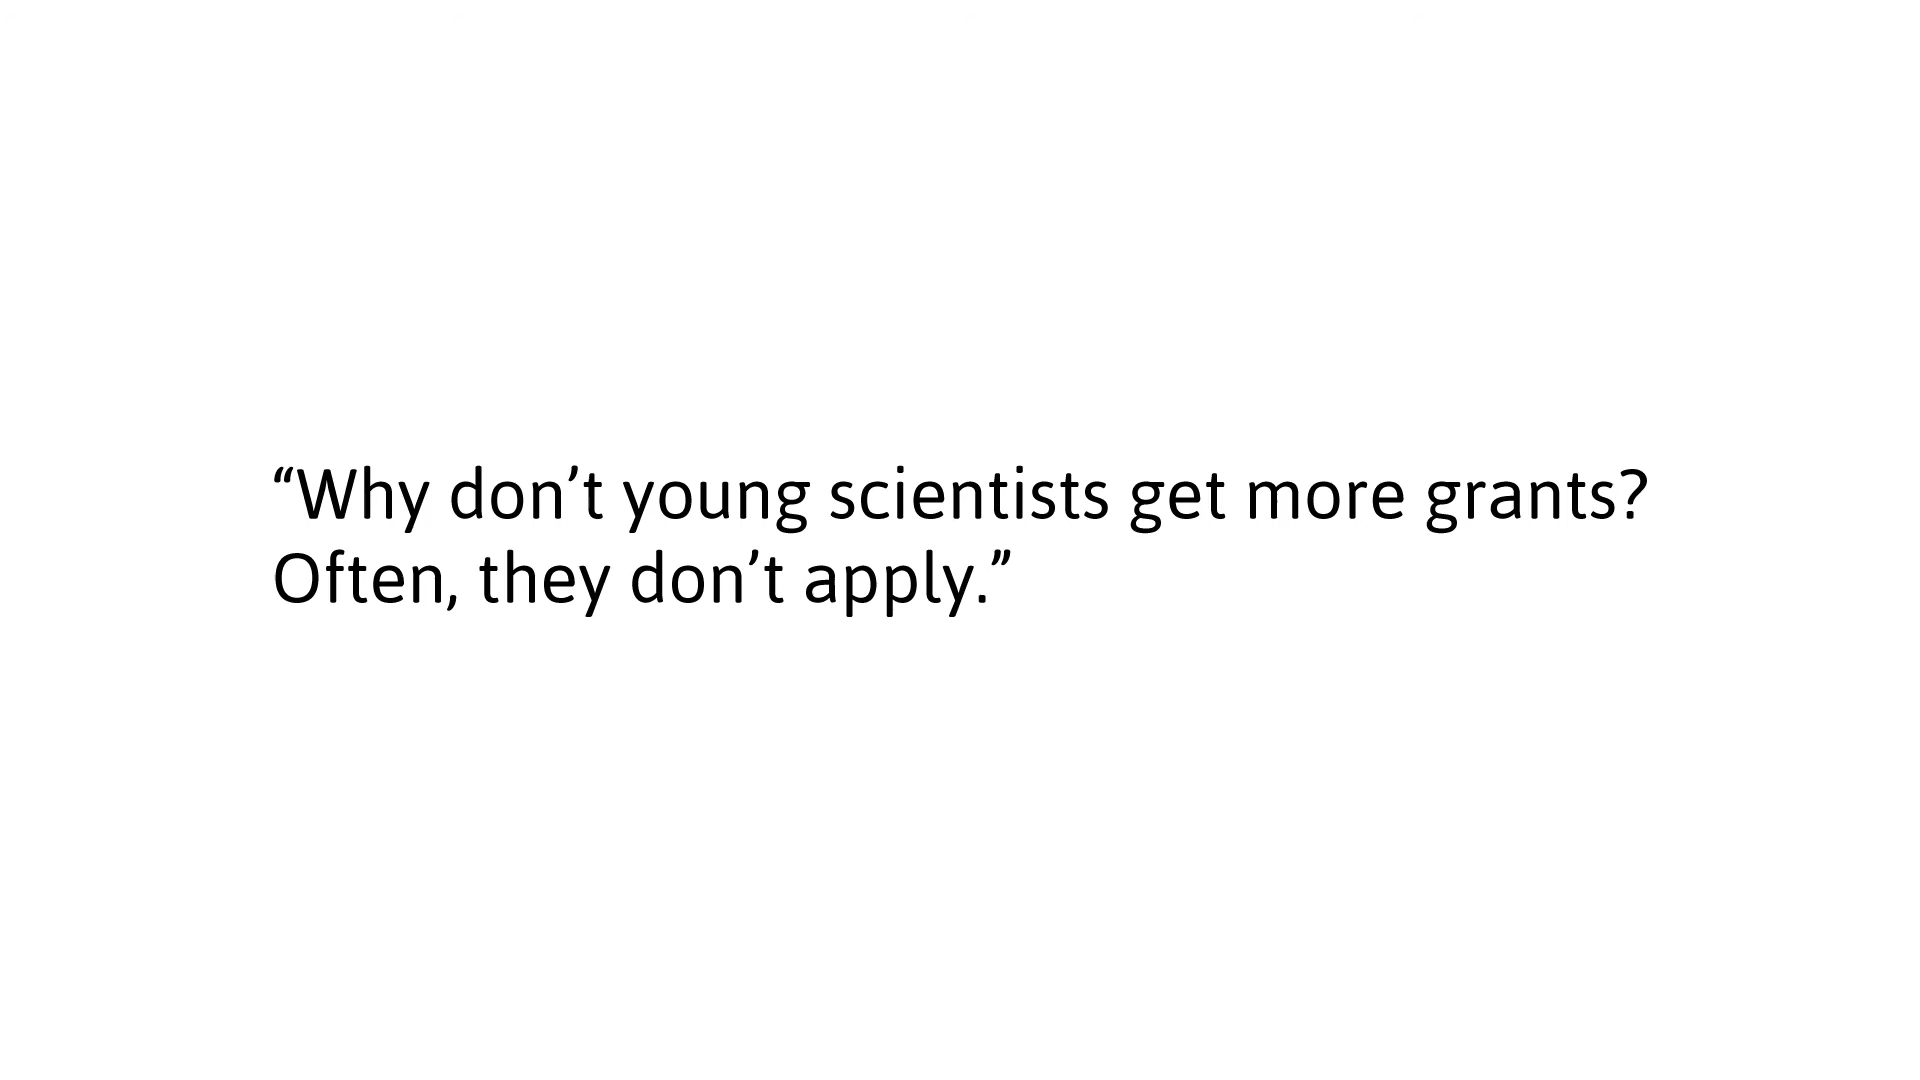 “Why don’t young scientists get more grants?
Often, they don’t apply.”